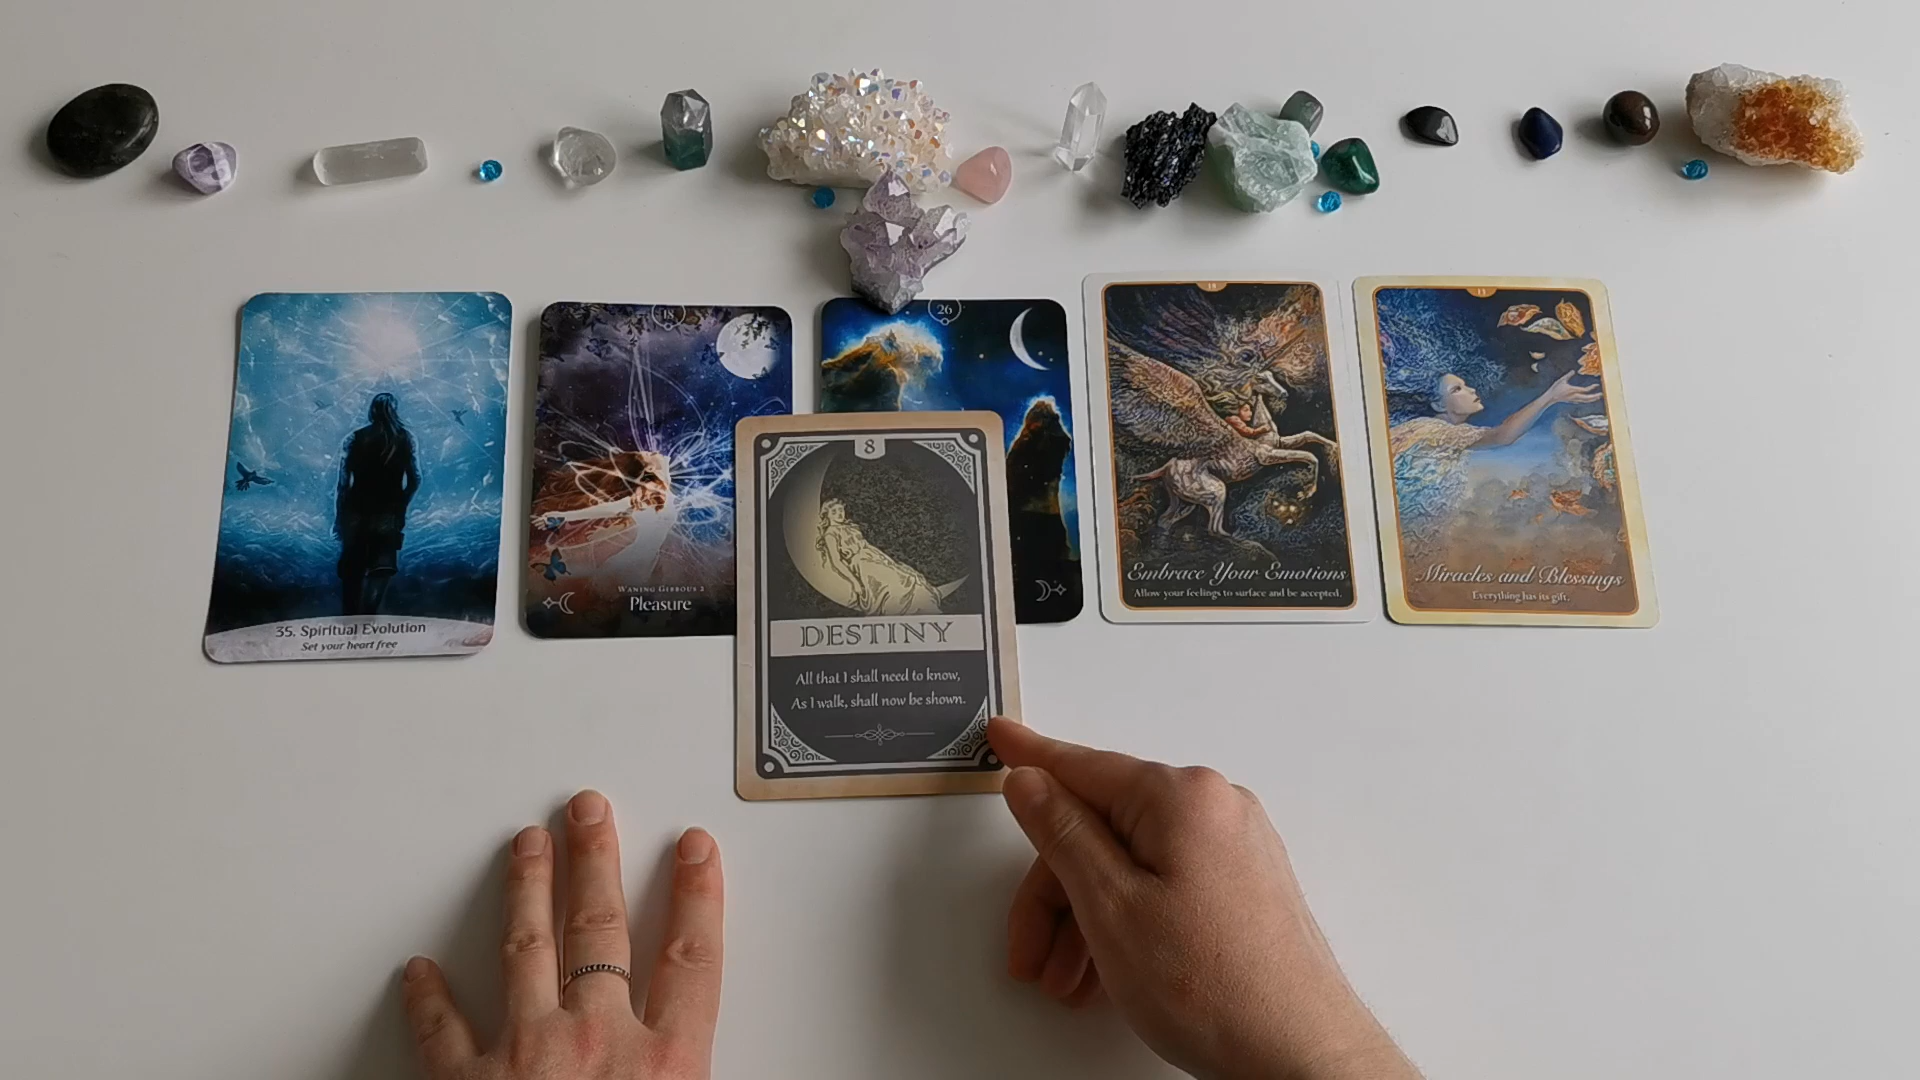 35. Spiritual Evolution
Set your heart free
18
WANING GIBBOUS 2
Pleasure
26
8
DESTINY
All that I shall need to know,
As I walk, shall now be shown.
Embrace Your Emotions
Allow your feelings to surface and be accepted.
Miracles and Blessings
Everything has its gift.